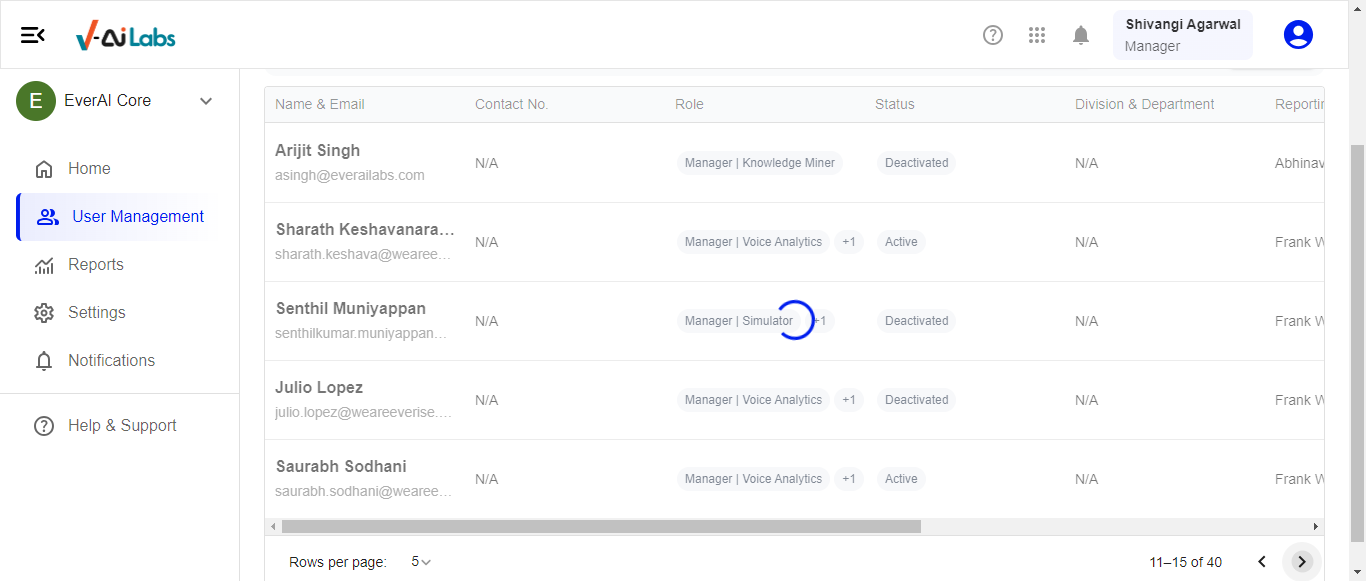 V-Ai Labs
Shivangi Agarwal
Manager
E EverAI Core
Home
User Management
Reports
Settings
Notifications
Help & Support
Name & Email Contact No. Role Status Division & Department Reportin
Arijit Singh
asingh@everailabs.com
N/A Manager | Knowledge Miner Deactivated N/A Abhinav
Sharath Keshavanara...
sharath.keshava@wearee...
N/A Manager | Voice Analytics +1 Active N/A Frank W
Senthil Muniyappan
senthilkumar.muniyappan...
N/A Manager | Simulator +1 Deactivated N/A Frank W
Julio Lopez
julio.lopez@weareeverise....
N/A Manager | Voice Analytics +1 Deactivated N/A Frank W
Saurabh Sodhani
saurabh.sodhani@wearee...
N/A Manager | Voice Analytics +1 Active N/A Frank W
Rows per page: 5 11–15 of 40